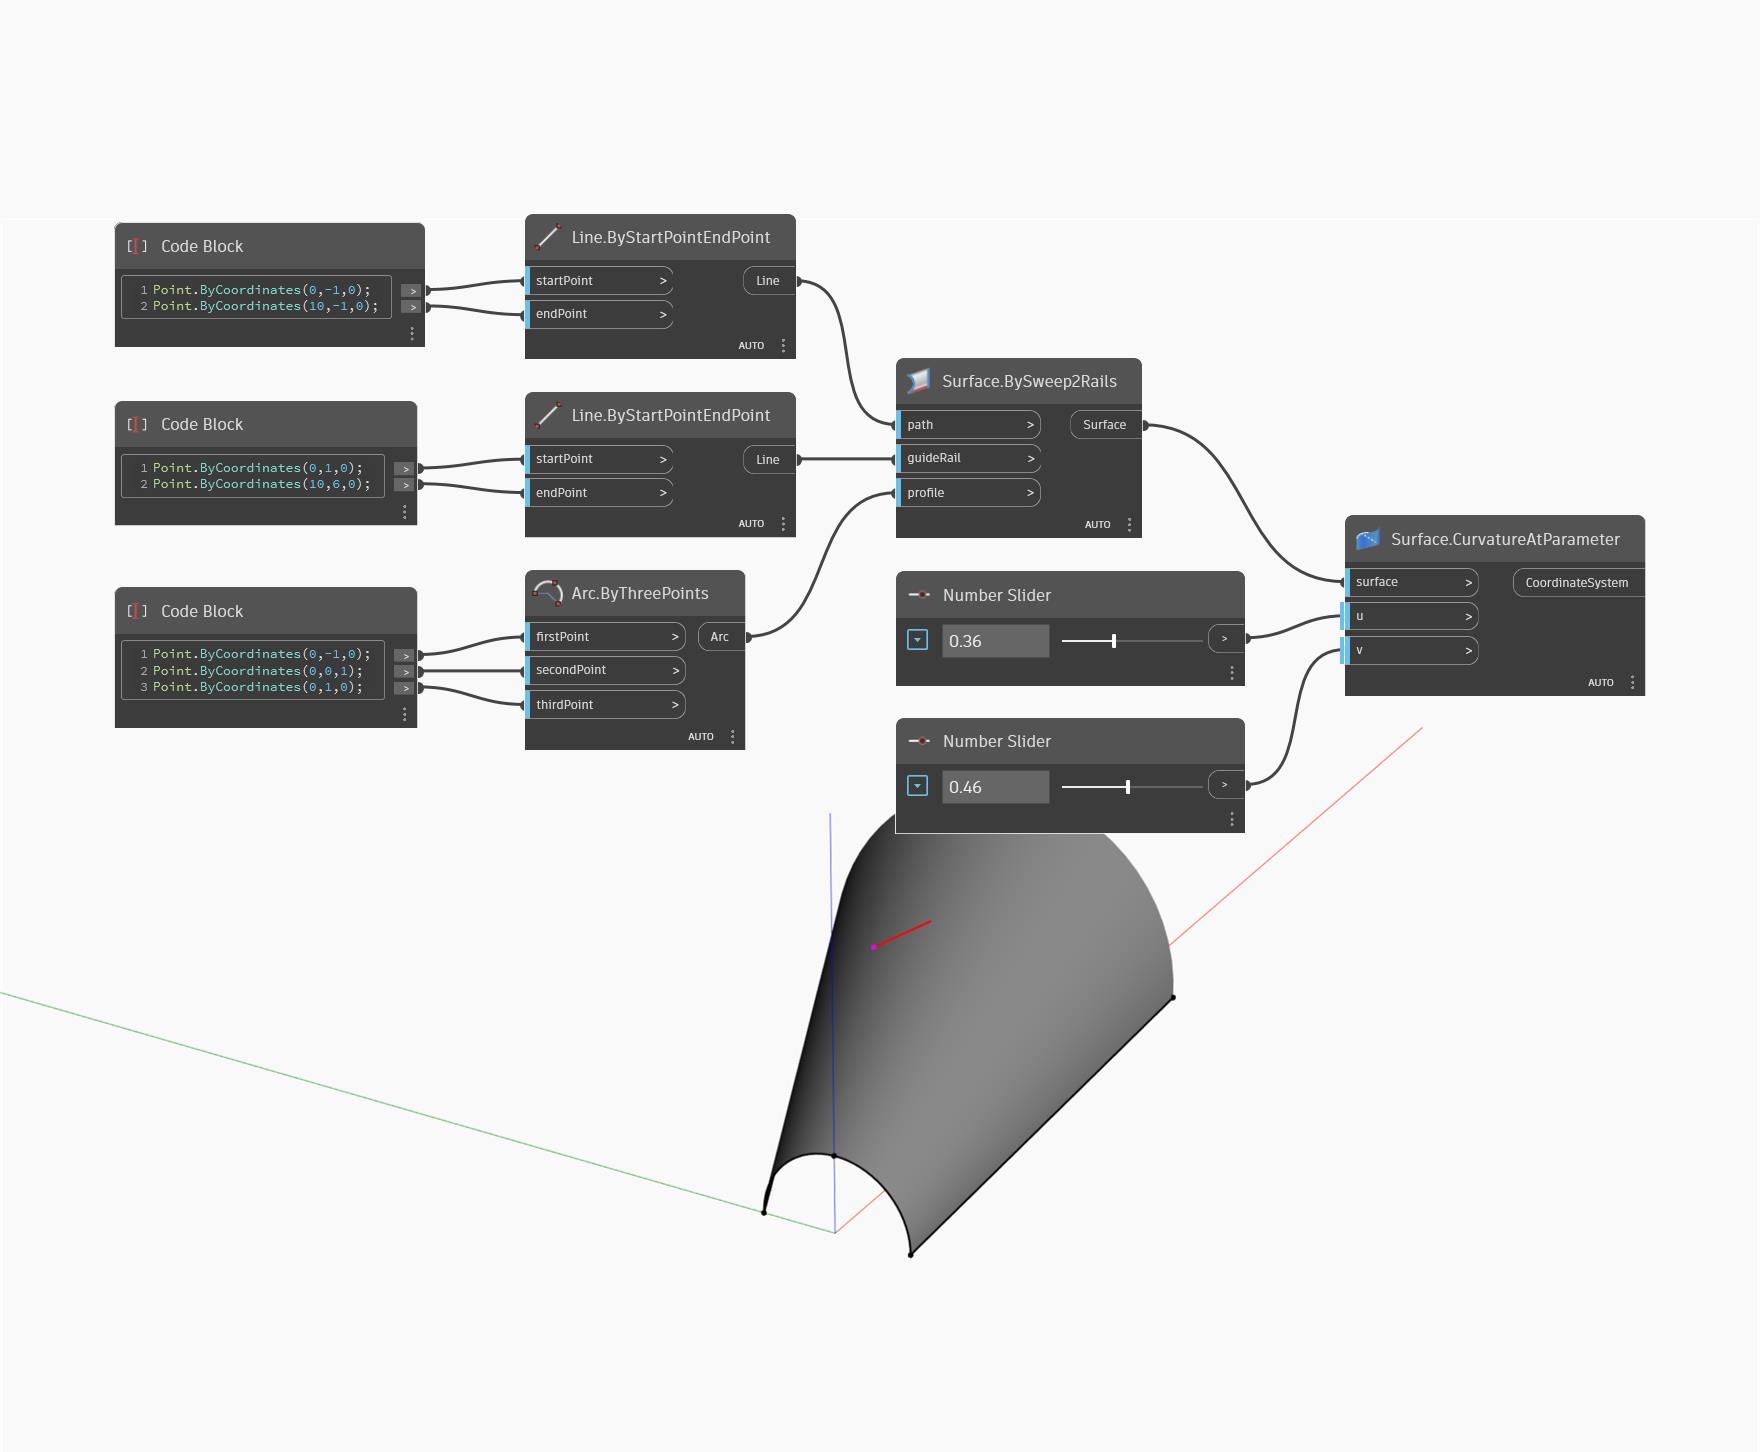 Code Block
1 Point.ByCoordinates(0,-1,0); >
2 Point.ByCoordinates(10,-1,0); >
Line.ByStartPointEndPoint
startPoint > Line
endPoint >
AUTO
Code Block
1 Point.ByCoordinates(0,1,0); >
2 Point.ByCoordinates(10,6,0); >
Line.ByStartPointEndPoint
startPoint > Line
endPoint >
AUTO
Code Block
1 Point.ByCoordinates(0,-1,0); >
2 Point.ByCoordinates(0,0,1); >
3 Point.ByCoordinates(0,1,0); >
Arc.ByThreePoints
firstPoint > Arc
secondPoint >
thirdPoint >
AUTO
Surface.BySweep2Rails
path > Surface
guideRail >
profile >
AUTO
Number Slider
0.36 >
Number Slider
0.46 >
Surface.CurvatureAtParameter
surface > CoordinateSystem
u >
v >
AUTO